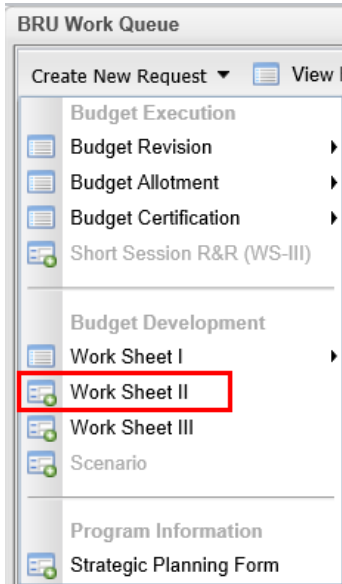 BRU Work Queue
Create New Request View
Budget Execution
Budget Revision
Budget Allotment
Budget Certification
Short Session R&R (WS-III)
Budget Development
Work Sheet I
Work Sheet II
Work Sheet III
Scenario
Program Information
Strategic Planning Form